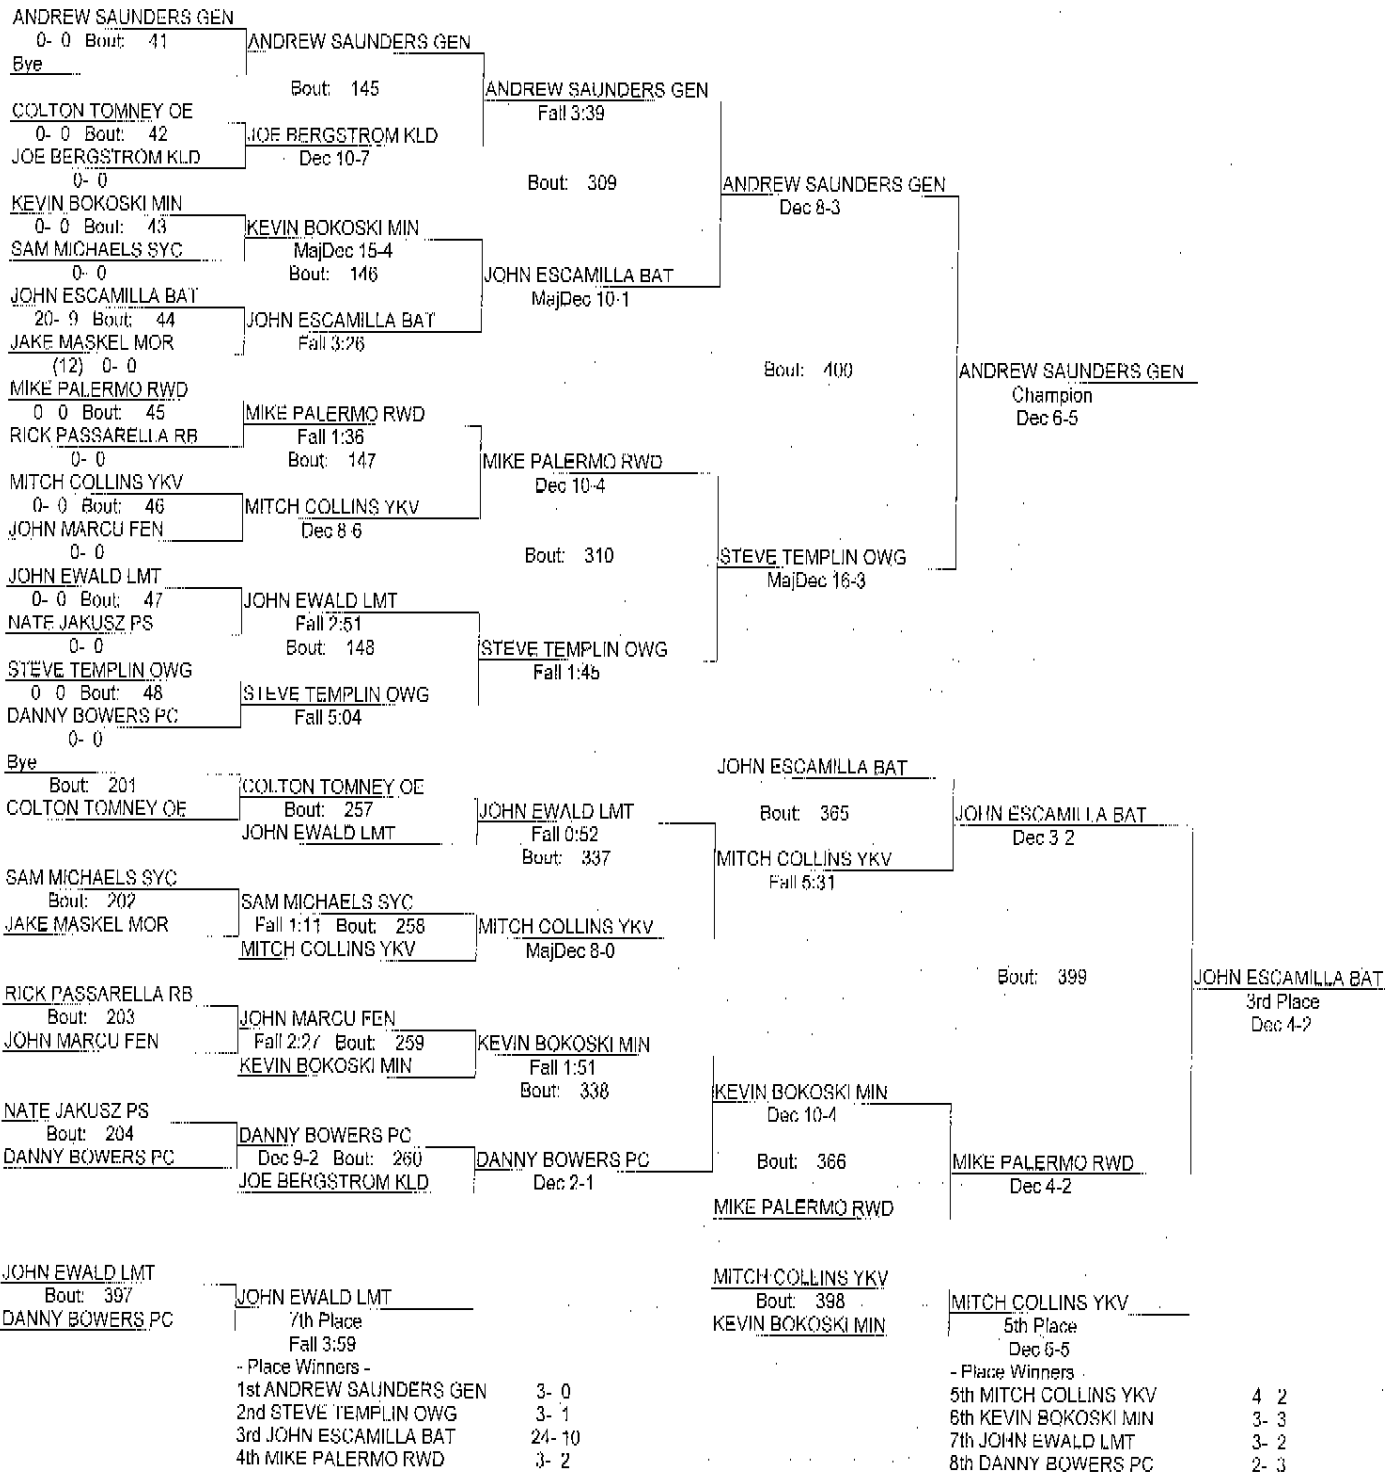 ANDREW SAUNDERS GEN
0- 0 Bout: 41
Bye
ANDREW SAUNDERS GEN
Bout: 145
COLTON TOMNEY OE
0- 0 Bout: 42
JOE BERGSTROM KLD
0- 0
JOE BERGSTROM KLD
Dec 10-7
ANDREW SAUNDERS GEN
Fall 3:39
Bout: 309
KEVIN BOKOSKI MIN
0- 0 Bout: 43
SAM MICHAELS SYC
0- 0
KEVIN BOKOSKI MIN
MajDec 15-4
Bout: 146
JOHN ESCAMILLA BAT
20- 9 Bout: 44
JAKE MASKEL MOR
(12) 0- 0
JOHN ESCAMILLA BAT
Fall 3:26
JOHN ESCAMILLA BAT
MajDec 10-1
ANDREW SAUNDERS GEN
Dec 8-3
Bout: 400
ANDREW SAUNDERS GEN
Champion
Dec 6-5
MIKE PALERMO RWD
0 0 Bout: 45
RICK PASSARELLA RB
0- 0
MIKE PALERMO RWD
Fall 1:36
Bout: 147
MITCH COLLINS YKV
0- 0 Bout: 46
JOHN MARCU FEN
0- 0
MITCH COLLINS YKV
Dec 8-6
MIKE PALERMO RWD
Dec 10-4
Bout: 310
JOHN EWALD LMT
0- 0 Bout: 47
NATE JAKUSZ PS
0- 0
JOHN EWALD LMT
Fall 2:51
Bout: 148
STEVE TEMPLIN OWG
0 0 Bout: 48
DANNY BOWERS PC
0- 0
STEVE TEMPLIN OWG
Fall 5:04
STEVE TEMPLIN OWG
Fall 1:45
STEVE TEMPLIN OWG
MajDec 16-3
Bye
Bout: 201
COLTON TOMNEY OE
COLTON TOMNEY OE
Bout: 257
JOHN EWALD LMT
JOHN EWALD LMT
Fall 0:52
Bout: 337
SAM MICHAELS SYC
Bout: 202
JAKE MASKEL MOR
SAM MICHAELS SYC
Fall 1:11 Bout: 258
MITCH COLLINS YKV
MITCH COLLINS YKV
MajDec 8-0
JOHN ESCAMILLA BAT
Bout: 365
MITCH COLLINS YKV
Fall 5:31
JOHN ESCAMILLA BAT
Dec 3-2
Bout: 399
JOHN ESCAMILLA BAT
3rd Place
Dec 4-2
RICK PASSARELLA RB
Bout: 203
JOHN MARCU FEN
JOHN MARCU FEN
Fall 2:27 Bout: 259
KEVIN BOKOSKI MIN
KEVIN BOKOSKI MIN
Fall 1:51
Bout: 338
NATE JAKUSZ PS
Bout: 204
DANNY BOWERS PC
DANNY BOWERS PC
Dec 9-2 Bout: 260
JOE BERGSTROM KLD
DANNY BOWERS PC
Dec 2-1
KEVIN BOKOSKI MIN
Dec 10-4
Bout: 366
MIKE PALERMO RWD
MIKE PALERMO RWD
Dec 4-2
JOHN EWALD LMT
Bout: 397
DANNY BOWERS PC
JOHN EWALD LMT
7th Place
Fall 3:59
MITCH COLLINS YKV
Bout: 398
KEVIN BOKOSKI MIN
MITCH COLLINS YKV
5th Place
Dec 6-5
- Place Winners -
1st ANDREW SAUNDERS GEN 3- 0
2nd STEVE TEMPLIN OWG 3- 1
3rd JOHN ESCAMILLA BAT 24- 10
4th MIKE PALERMO RWD 3- 2
- Place Winners -
5th MITCH COLLINS YKV 4 2
6th KEVIN BOKOSKI MIN 3- 3
7th JOHN EWALD LMT 3- 2
8th DANNY BOWERS PC 2- 3